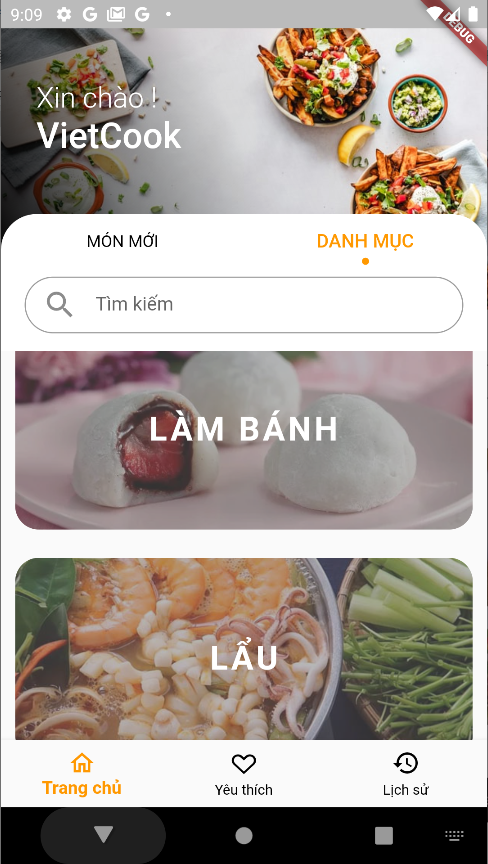 9:09
DEBUG
Xin chào !
VietCook
MÓN MỚI
DANH MỤC
Tìm kiếm
LÀM BÁNH
LẨU
Trang chủ
Yêu thích
Lịch sử